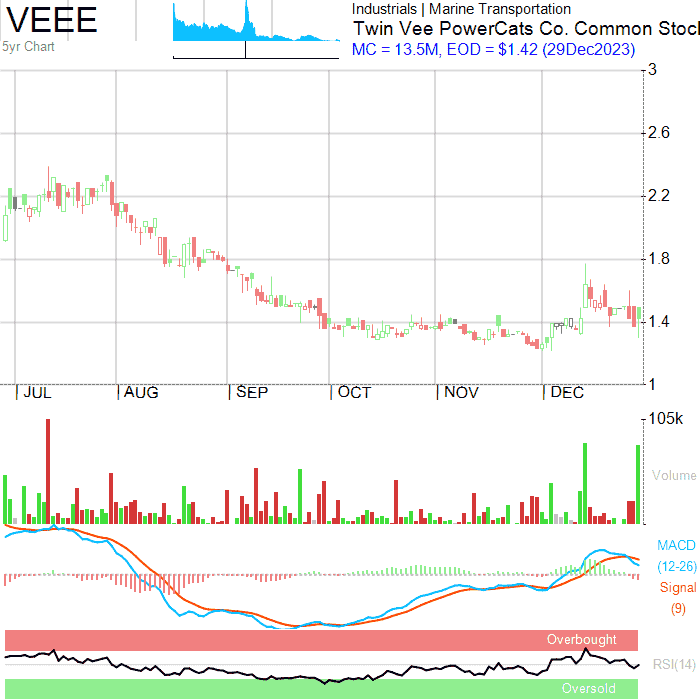 VEEE
5yr Chart
Industrials | Marine Transportation
Twin Vee PowerCats Co. Common Stoc
MC = 13.5M, EOD = $1.42 (29Dec2023)
3
2.6
2.2
1.8
1.4
1
JUL AUG SEP OCT NOV DEC
105k
Volume
MACD
(12-26)
Signal
(9)
Overbought
RSI(14)
Oversold